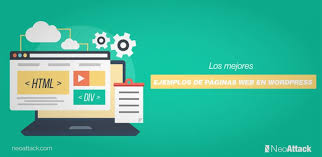 Los mejores
EJEMPLOS DE PAGINAS WEB EN WORDPRESS
< HTML >
< DIV >
neoattack.com
NeoAttack